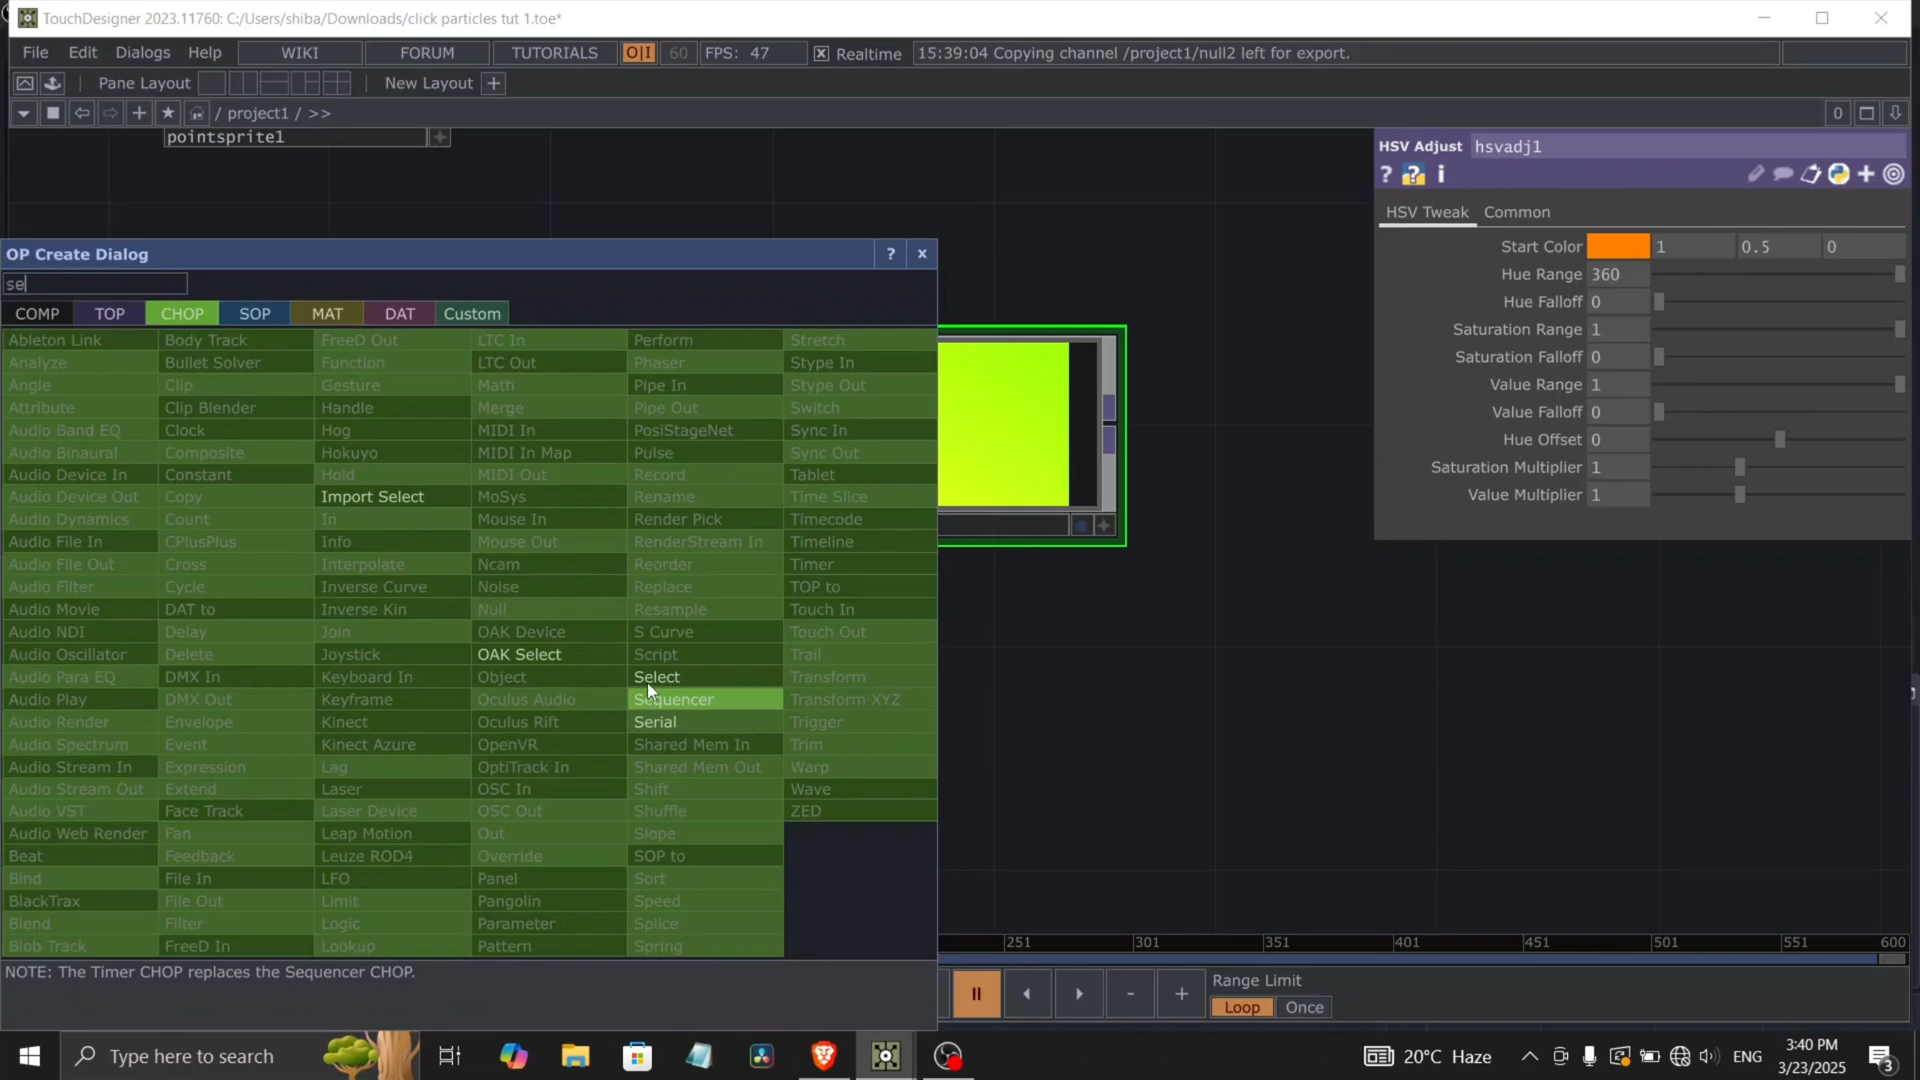 TouchDesigner 2023.11760: C:/Users/shiba/Downloads/click particles tut 1.toe*
File Edit Dialogs Help WIKI FORUM TUTORIALS O|I 60 FPS: 47 Realtime 15:39:04 Copying channel /project1/null2 left for export.
Pane Layout New Layout +
/ project1 / >> 0
pointsprite1
HSV Adjust hsvadj1
HSV Tweak Common
Start Color 1 0.5 0
Hue Range 360
Hue Falloff 0
Saturation Range 1
Saturation Falloff 0
Value Range 1
Value Falloff 0
Hue Offset 0
Saturation Multiplier 1
Value Multiplier 1
OP Create Dialog ? x
se
COMP TOP CHOP SOP MAT DAT Custom
Ableton Link Body Track FreeD Out LTC In Perform Stretch
Analyze Bullet Solver Function LTC Out Phaser Stype In
Angle Clip Gesture Math Pipe In Stype Out
Attribute Clip Blender Handle Merge Pipe Out Switch
Audio Band EQ Clock Hog MIDI In PosiStageNet Sync In
Audio Binaural Composite Hokuyo MIDI In Map Pulse Sync Out
Audio Device In Constant Hold MIDI Out Record Tablet
Audio Device Out Copy Import Select MoSys Rename Time Slice
Audio Dynamics Count In Mouse In Render Pick Timecode
Audio File In CPlusPlus Info Mouse Out RenderStream In Timeline
Audio File Out Cross Interpolate Ncam Reorder Timer
Audio Filter Cycle Inverse Curve Noise Replace TOP to
Audio Movie DAT to Inverse Kin Null Resample Touch In
Audio NDI Delay Join OAK Device S Curve Touch Out
Audio Oscillator Delete Joystick OAK Select Script Trail
Audio Para EQ DMX In Keyboard In Object Select Transform
Audio Play DMX Out Keyframe Oculus Audio Sequencer Transform XYZ
Audio Render Envelope Kinect Oculus Rift Serial Trigger
Audio Spectrum Event Kinect Azure OpenVR Shared Mem In Trim
Audio Stream In Expression Lag OptiTrack In Shared Mem Out Warp
Audio Stream Out Extend Laser OSC In Shift Wave
Audio VST Face Track Laser Device OSC Out Shuffle ZED
Audio Web Render Fan Leap Motion Out Slope
Beat Feedback Leuze ROD4 Override SOP to
Bind File In LFO Panel Sort
BlackTrax File Out Limit Pangolin Speed
Blend Filter Logic Parameter Splice
Blob Track FreeD In Lookup Pattern Spring
NOTE: The Timer CHOP replaces the Sequencer CHOP.
251 301 351 401 451 501 551 600
- + Range Limit
Loop Once
Type here to search 20°C Haze ENG 3:40 PM
3/23/2025 3